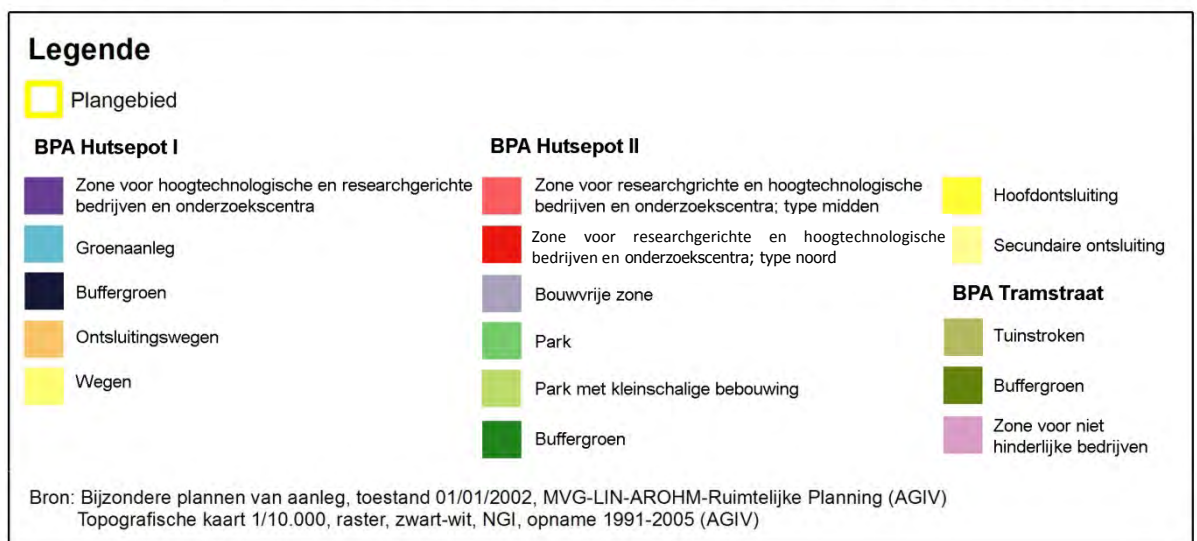 Legende
Plangebied
BPA Hutsepot I
Zone voor hoogtechnologische en researchgerichte
bedrijven en onderzoekscentra
Groenaanleg
Buffergroen
Ontsluitingswegen
Wegen
BPA Hutsepot II
Zone voor researchgrichte en hoogtechnologische
bedrijven en onderzoekscentra; type midden
Zone voor researchgerichte en hoogtechnologische
bedrijven en onderzoekscentra; type noord
Bouwvrije zone
Park
Park met kleinschalige bebouwing
Buffergroen
Hoofdontsluiting
Secundaire ontsluiting
BPA Tramstraat
Tuinstroken
Buffergroen
Zone voor niet
hinderlijke bedrijven
Bron: Bijzondere plannen van aanleg, toestand 01/01/2002, MVG-LIN-AROHM-Ruimtelijke Planning (AGIV)
Topografische kaart 1/10.000, raster, zwart-wit, NGI, opname 1991-2005 (AGIV)